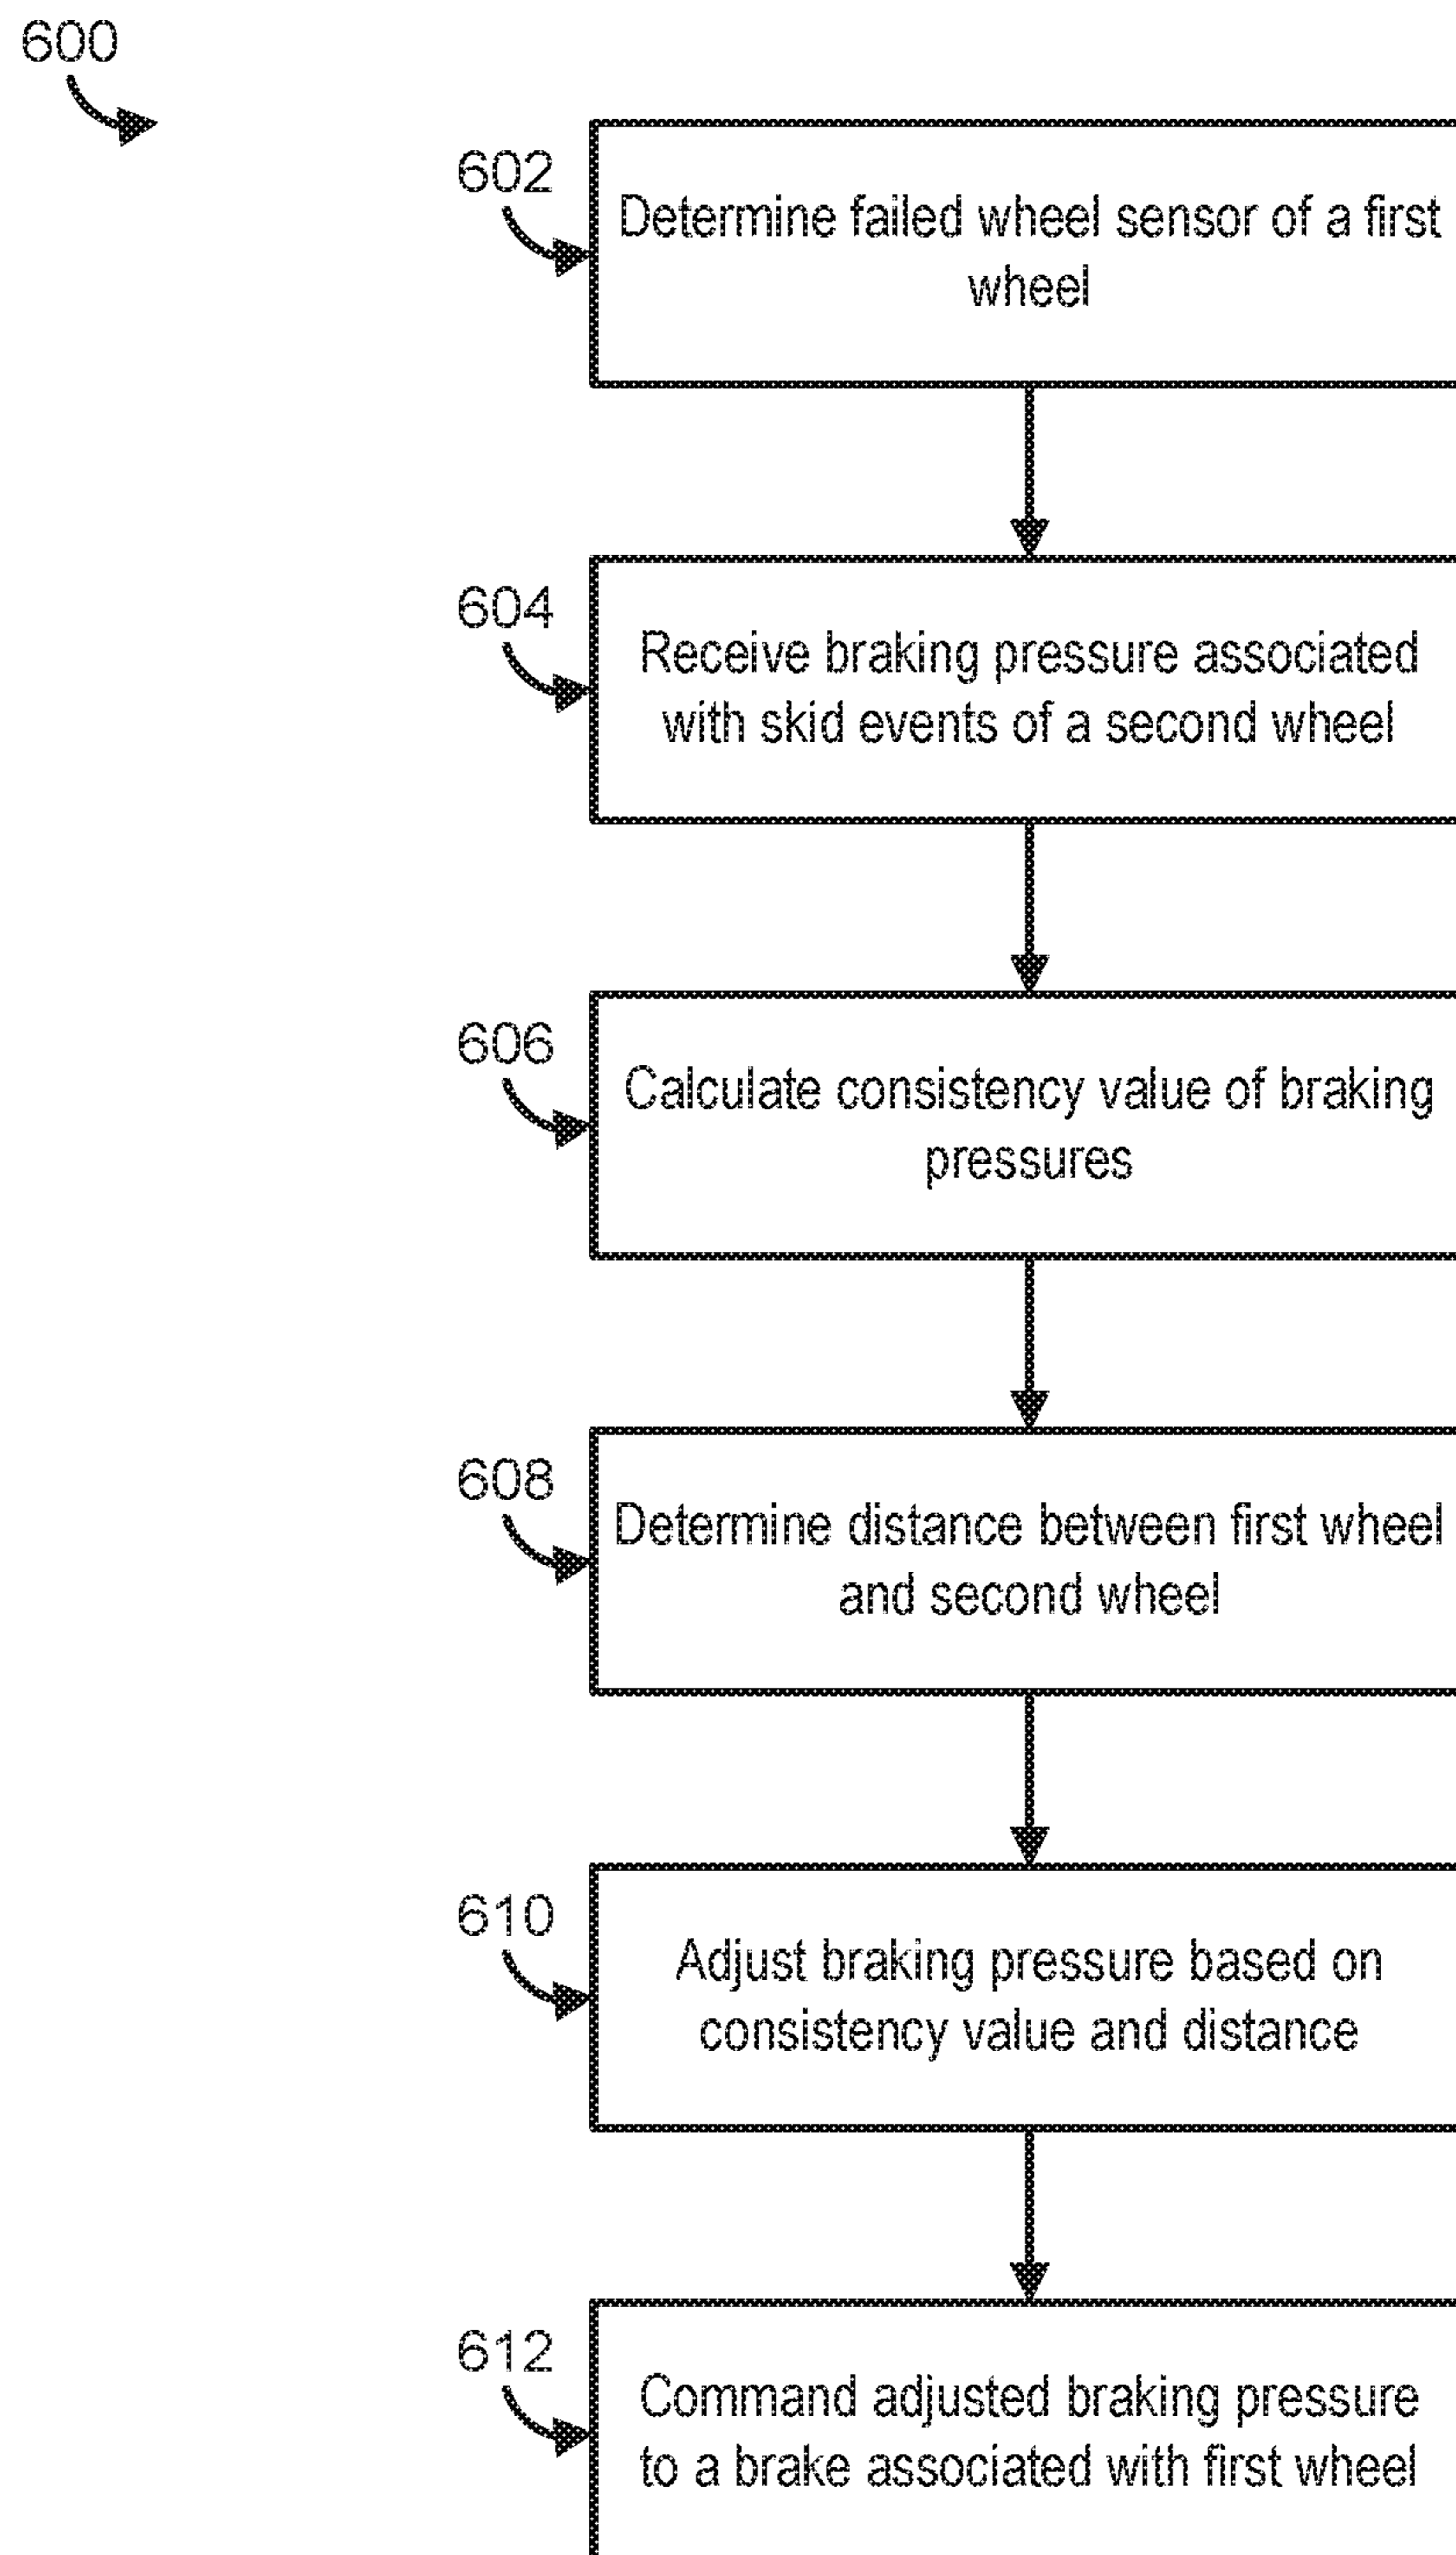 600
602
Determine failed wheel sensor of a first
wheel
604
Receive braking pressure associated
with skid events of a second wheel
606
Calculate consistency value of braking
pressures
608
Determine distance between first wheel
and second wheel
610
Adjust braking pressure based on
consistency value and distance
612
Command adjusted braking pressure
to a brake associated with first wheel